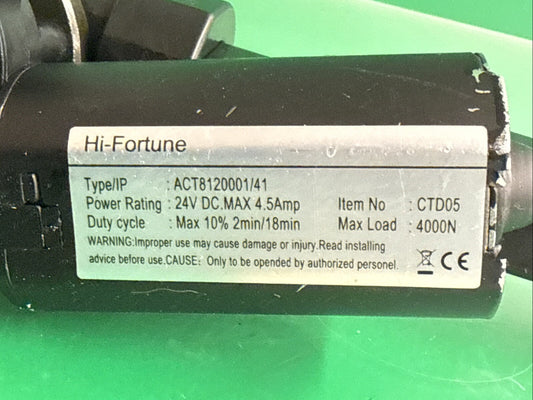 Hi-Fortune
Type/IP : ACT8120001/41
Power Rating : 24V DC.MAX 4.5Amp Item No : CTD05
Duty cycle : Max 10% 2min/18min Max Load : 4000N
WARNING:Improper use may cause damage or injury.Read installing
advice before use.CAUSE: Only to be opended by authorized personel.
CE